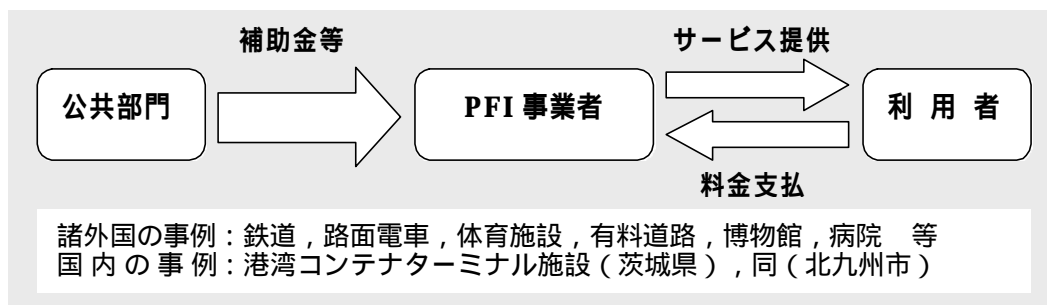 補助金等
サービス提供
公共部門
PFI 事業者
利 用 者
料金支払
諸外国の事例：鉄道，路面電車，体育施設，有料道路，博物館，病院　等
国 内 の 事 例：港湾コンテナターミナル施設（茨城県），同（北九州市）